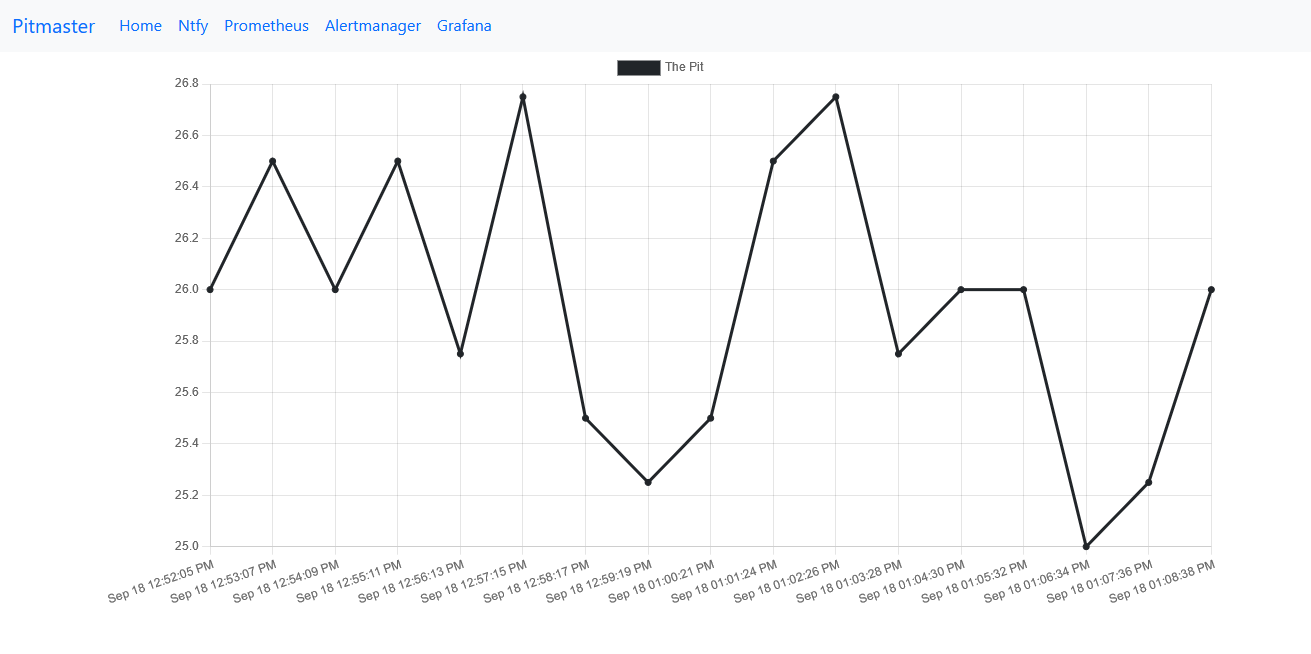 Pitmaster Home Ntfy Prometheus Alertmanager Grafana
The Pit
26.8
26.6
26.4
26.2
26.0
25.8
25.6
25.4
25.2
25.0
Sep 18 12:52:05 PM
Sep 18 12:53:07 PM
Sep 18 12:54:09 PM
Sep 18 12:55:11 PM
Sep 18 12:56:13 PM
Sep 18 12:57:15 PM
Sep 18 12:58:17 PM
Sep 18 12:59:19 PM
Sep 18 01:00:21 PM
Sep 18 01:01:24 PM
Sep 18 01:02:26 PM
Sep 18 01:03:28 PM
Sep 18 01:04:30 PM
Sep 18 01:05:32 PM
Sep 18 01:06:34 PM
Sep 18 01:07:36 PM
Sep 18 01:08:38 PM